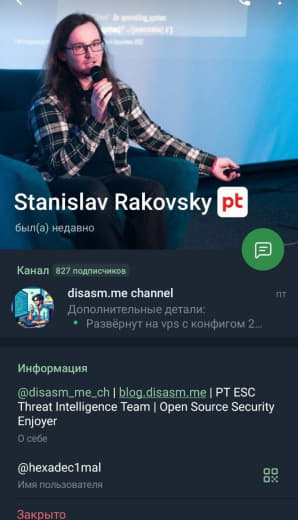 Stanislav Rakovsky pt
был(а) недавно
Канал 827 подписчиков
disasm.me channel
пт
Дополнительные детали:
• Развёрнут на vps с конфигом 2...
Информация
@disasm_me_ch | blog.disasm.me | PT ESC
Threat Intelligence Team | Open Source Security
Enjoyer
О себе
@hexadec1mal
Имя пользователя
Закрыто